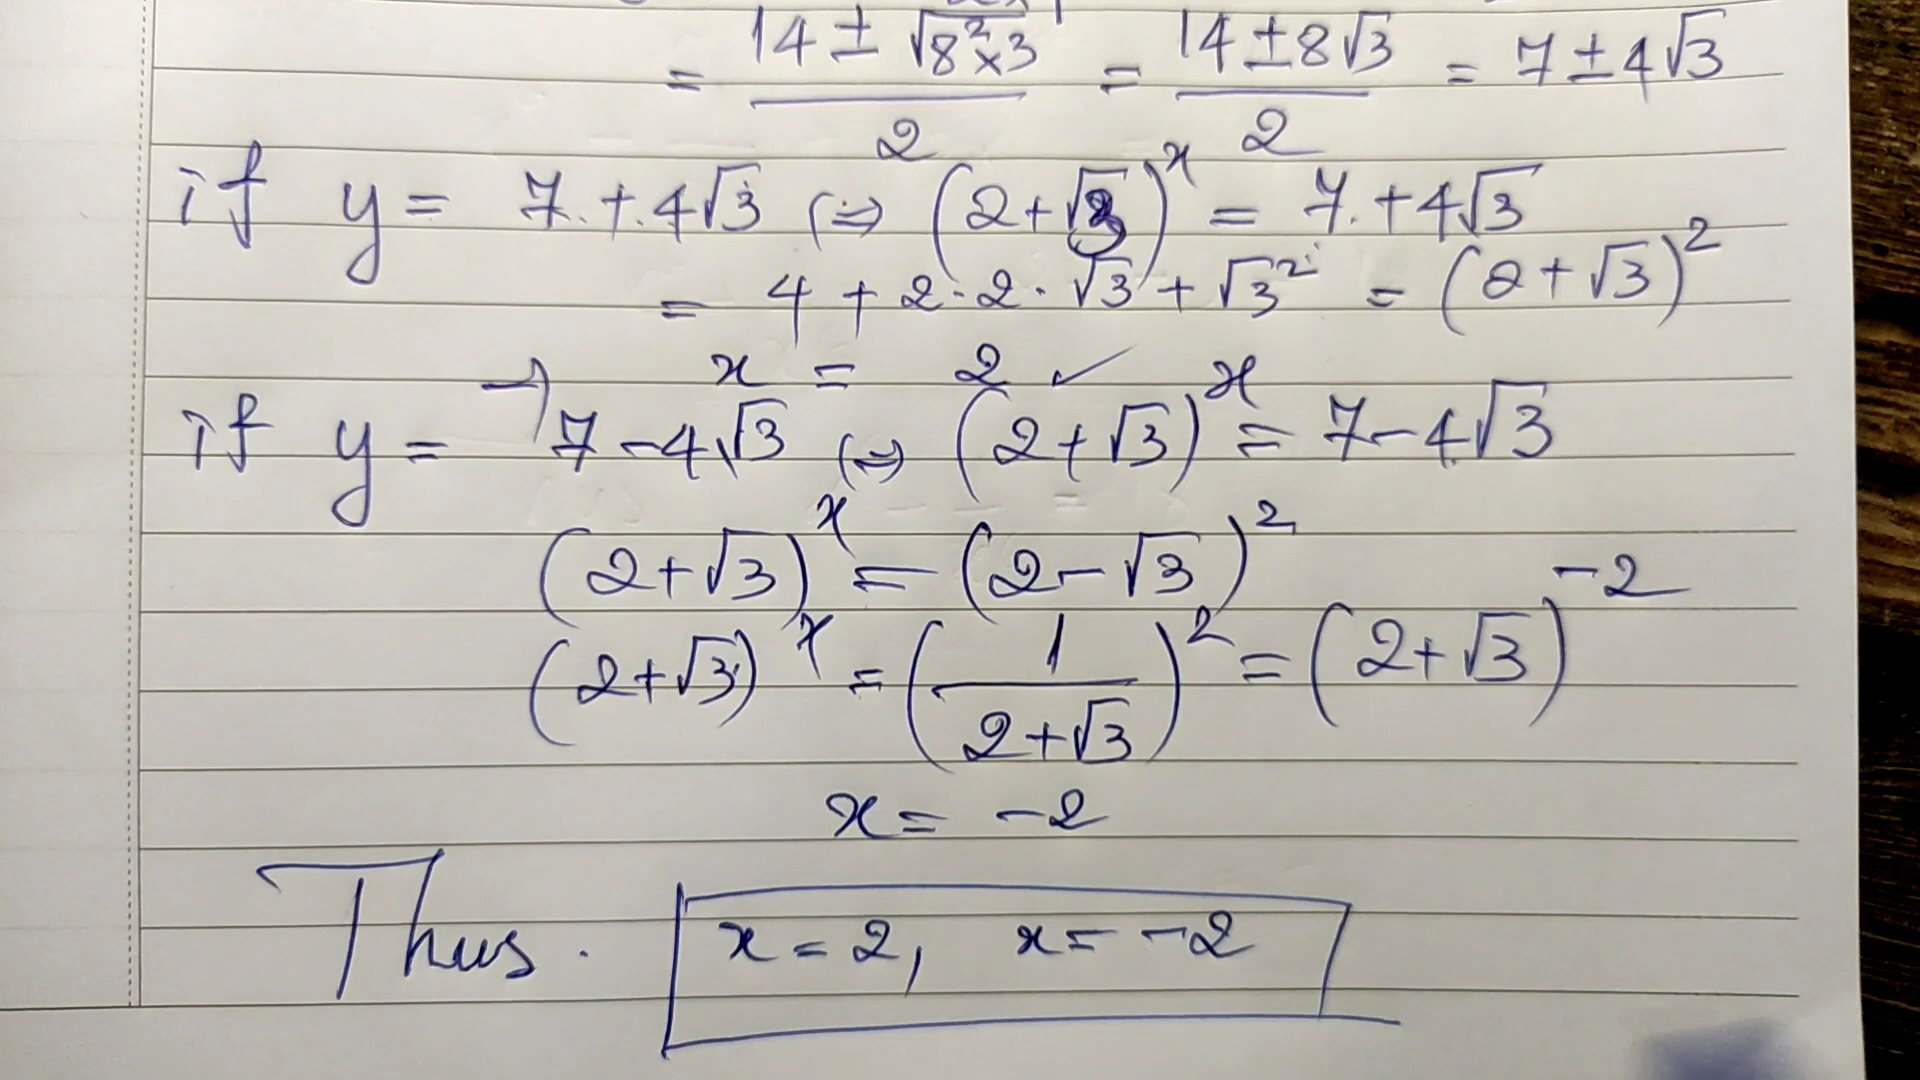 = (14 ± √(8² × 3)) / 2 = (14 ± 8√3) / 2 = 7 ± 4√3
if y = 7 + 4√3 ⇔ (2+√3)^x = 7 + 4√3
= 4 + 2·2·√3 + √3² = (2+√3)²
x = 2 ✓
if y = 7 - 4√3 ⇔ (2+√3)^x = 7 - 4√3
(2+√3)^x = (2-√3)²
(2+√3)^x = (1 / (2+√3))² = (2+√3)^-2
x = -2
Thus. x = 2, x = -2